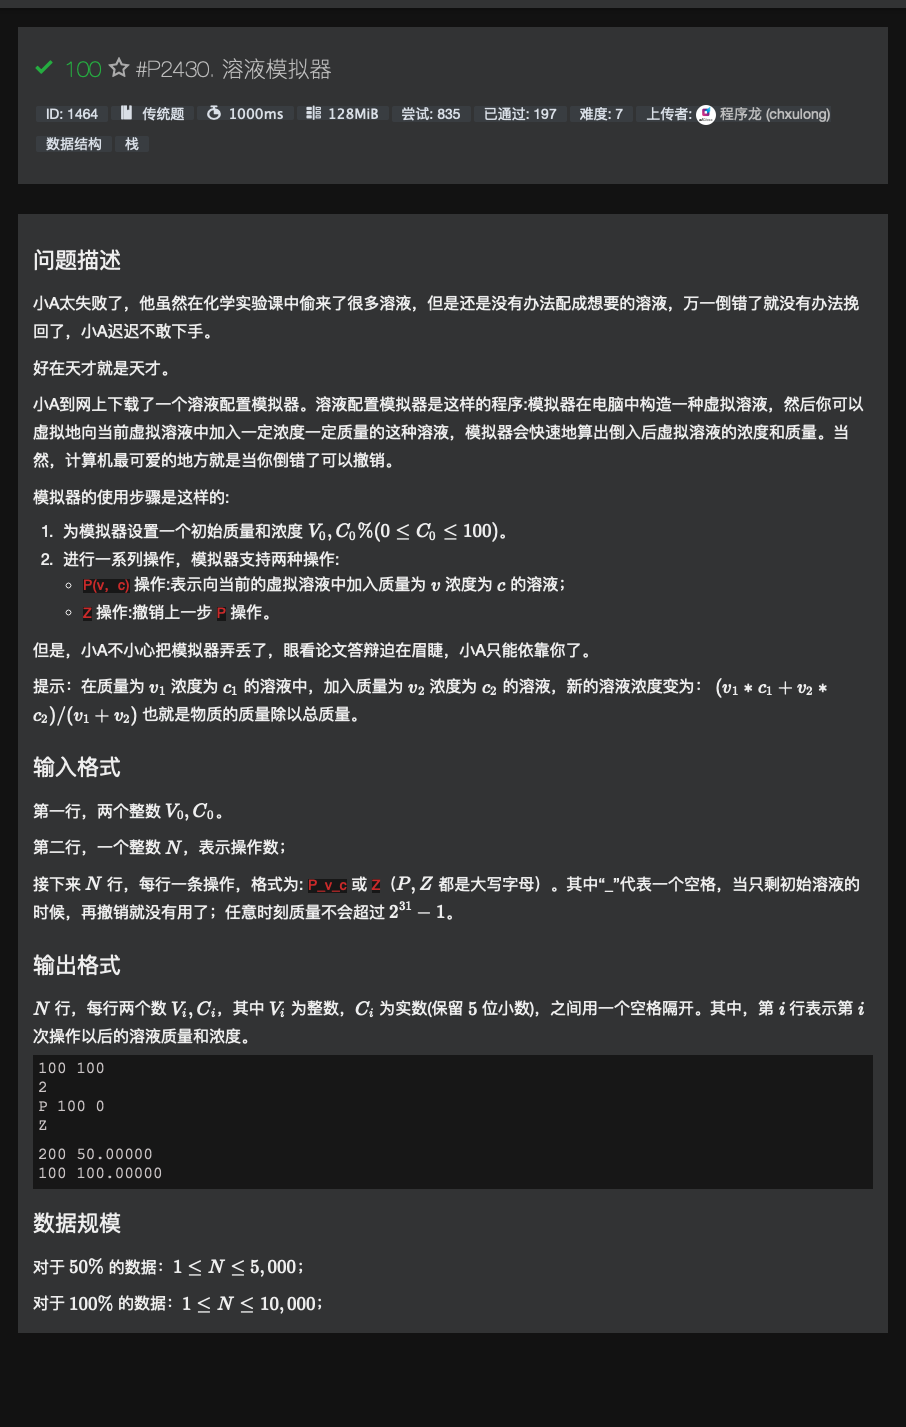 100 #P2430. 溶液模拟器
ID: 1464 传统题 1000ms 128MiB 尝试: 835 已通过: 197 难度: 7 上传者: 程序龙 (chxulong)
数据结构 栈
问题描述
小A太失败了，他虽然在化学实验课中偷来了很多溶液，但是还是没有办法配成想要的溶液，万一倒错了就没有办法挽
回了，小A迟迟不敢下手。
好在天才就是天才。
小A到网上下载了一个溶液配置模拟器。溶液配置模拟器是这样的程序:模拟器在电脑中构造一种虚拟溶液，然后你可以
虚拟地向当前虚拟溶液中加入一定浓度一定质量的这种溶液，模拟器会快速地算出倒入后虚拟溶液的浓度和质量。当
然，计算机最可爱的地方就是当你倒错了可以撤销。
模拟器的使用步骤是这样的:
1. 为模拟器设置一个初始质量和浓度 V₀, C₀%(0 ≤ C₀ ≤ 100)。
2. 进行一系列操作，模拟器支持两种操作:
◦ P(v，c) 操作:表示向当前的虚拟溶液中加入质量为 v 浓度为 c 的溶液；
◦ Z 操作:撤销上一步 P 操作。
但是，小A不小心把模拟器弄丢了，眼看论文答辩迫在眉睫，小A只能依靠你了。
提示：在质量为 v₁ 浓度为 c₁ 的溶液中，加入质量为 v₂ 浓度为 c₂ 的溶液，新的溶液浓度变为： (v₁ * c₁ + v₂ *
c₂)/(v₁ + v₂) 也就是物质的质量除以总质量。
输入格式
第一行，两个整数 V₀, C₀。
第二行，一个整数 N，表示操作数；
接下来 N 行，每行一条操作，格式为: P_v_c 或 Z（P, Z 都是大写字母）。其中“_”代表一个空格，当只剩初始溶液的
时候，再撤销就没有用了；任意时刻质量不会超过 2³¹ − 1。
输出格式
N 行，每行两个数 Vᵢ, Cᵢ，其中 Vᵢ 为整数，Cᵢ 为实数(保留 5 位小数)，之间用一个空格隔开。其中，第 i 行表示第 i
次操作以后的溶液质量和浓度。
100 100
2
P 100 0
Z
200 50.00000
100 100.00000
数据规模
对于 50% 的数据：1 ≤ N ≤ 5,000；
对于 100% 的数据：1 ≤ N ≤ 10,000；